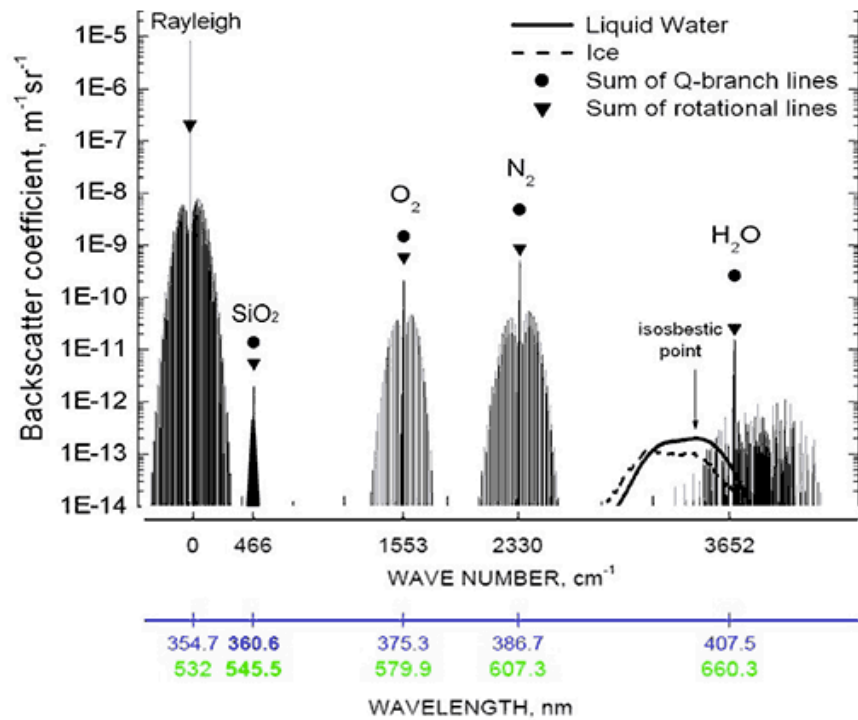 Rayleigh
Liquid Water
Ice
Sum of Q-branch lines
Sum of rotational lines
Backscatter coefficient, m⁻¹sr⁻¹
1E-5
1E-6
1E-7
1E-8
1E-9
1E-10
1E-11
1E-12
1E-13
1E-14
SiO₂
O₂
N₂
H₂O
isosbestic
point
0 466 1553 2330 3652
WAVE NUMBER, cm⁻¹
354.7 360.6 375.3 386.7 407.5
532 545.5 579.9 607.3 660.3
WAVELENGTH, nm